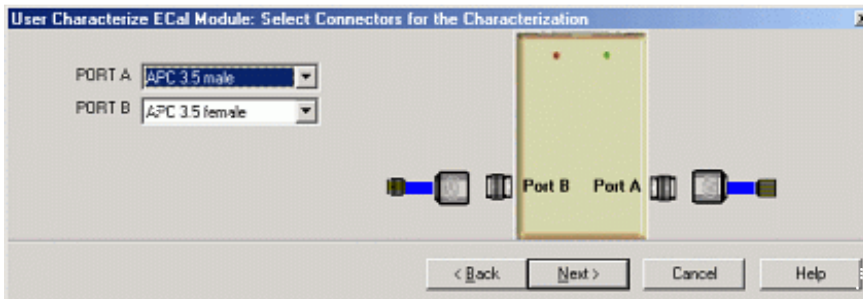 User Characterize ECal Module: Select Connectors for the Characterization
PORT A APC 3.5 male
PORT B APC 3.5 female
Port B Port A
< Back Next > Cancel Help